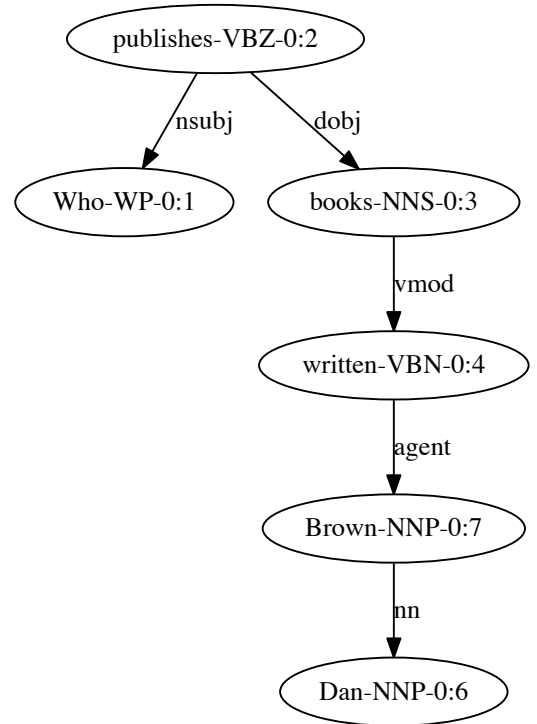 publishes-VBZ-0:2
nsubj
dobj
Who-WP-0:1
books-NNS-0:3
vmod
written-VBN-0:4
agent
Brown-NNP-0:7
nn
Dan-NNP-0:6